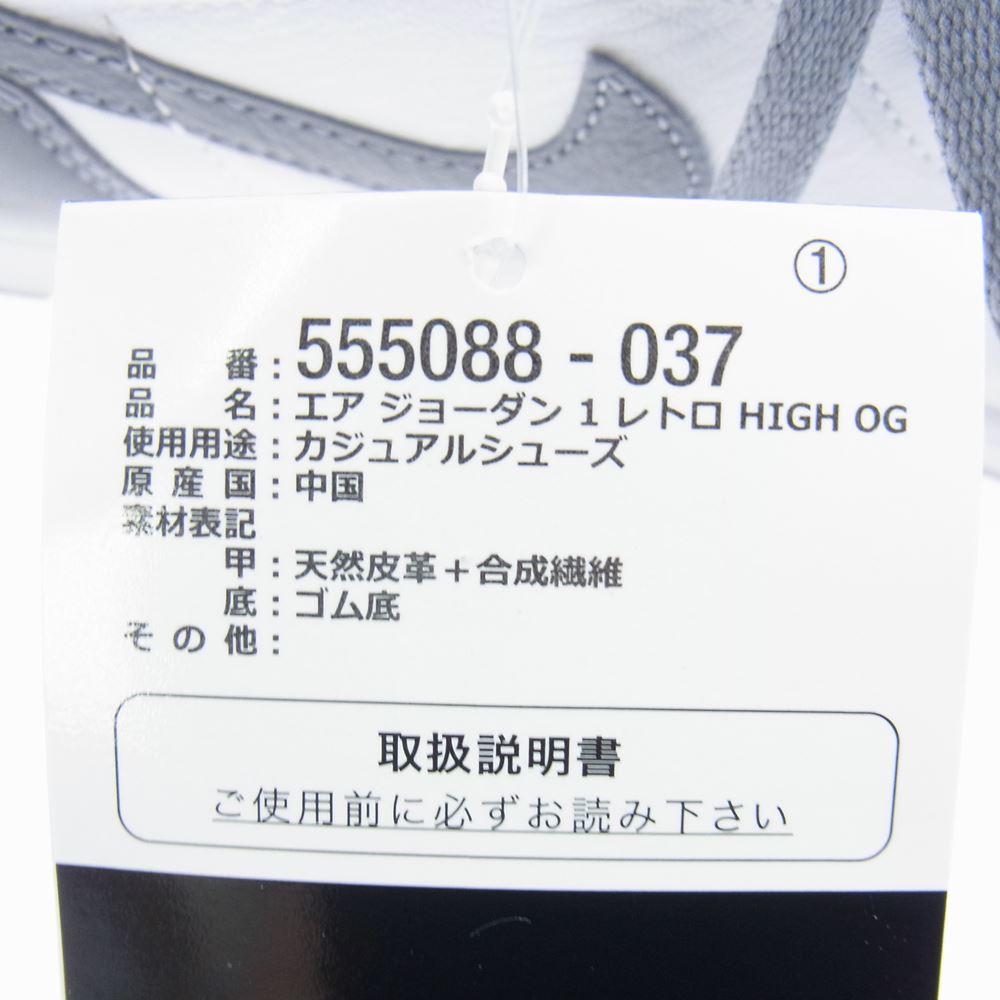 ①
品番：555088 - 037
品名：エア ジョーダン 1 レトロ HIGH OG
使用用途：カジュアルシューズ
原産国：中国
素材表記
甲：天然皮革＋合成繊維
底：ゴム底
その他：
取扱説明書
ご使用前に必ずお読み下さい